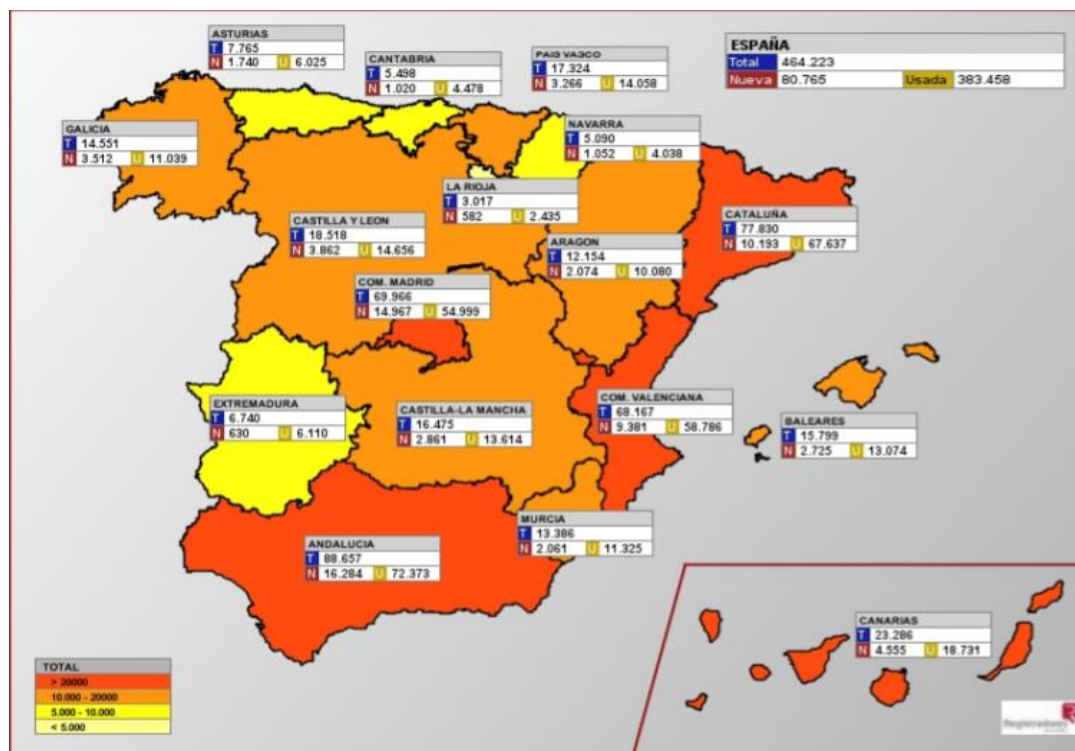 ASTURIAS
T 7.765
N 1.740 U 6.025
CANTABRIA
T 5.498
N 1.020 U 4.478
PAIS VASCO
T 17.324
N 3.266 U 14.058
ESPAÑA
Total 464.223
Nueva 80.765 Usada 383.458
GALICIA
T 14.551
N 3.512 U 11.039
NAVARRA
T 5.090
N 1.052 U 4.038
LA RIOJA
T 3.017
N 582 U 2.435
CASTILLA Y LEON
T 18.518
N 3.862 U 14.656
CATALUÑA
T 77.830
N 10.193 U 67.637
ARAGON
T 12.154
N 2.074 U 10.080
COM. MADRID
T 69.966
N 14.967 U 54.999
EXTREMADURA
T 6.740
N 630 U 6.110
CASTILLA-LA MANCHA
T 16.475
N 2.861 U 13.614
COM. VALENCIANA
T 68.167
N 9.381 U 58.786
BALEARES
T 15.799
N 2.725 U 13.074
MURCIA
T 13.386
N 2.061 U 11.325
ANDALUCIA
T 88.657
N 16.284 U 72.373
CANARIAS
T 23.286
N 4.555 U 18.731
TOTAL
> 20000
10.000 - 20000
5.000 - 10.000
< 5.000
Registradores